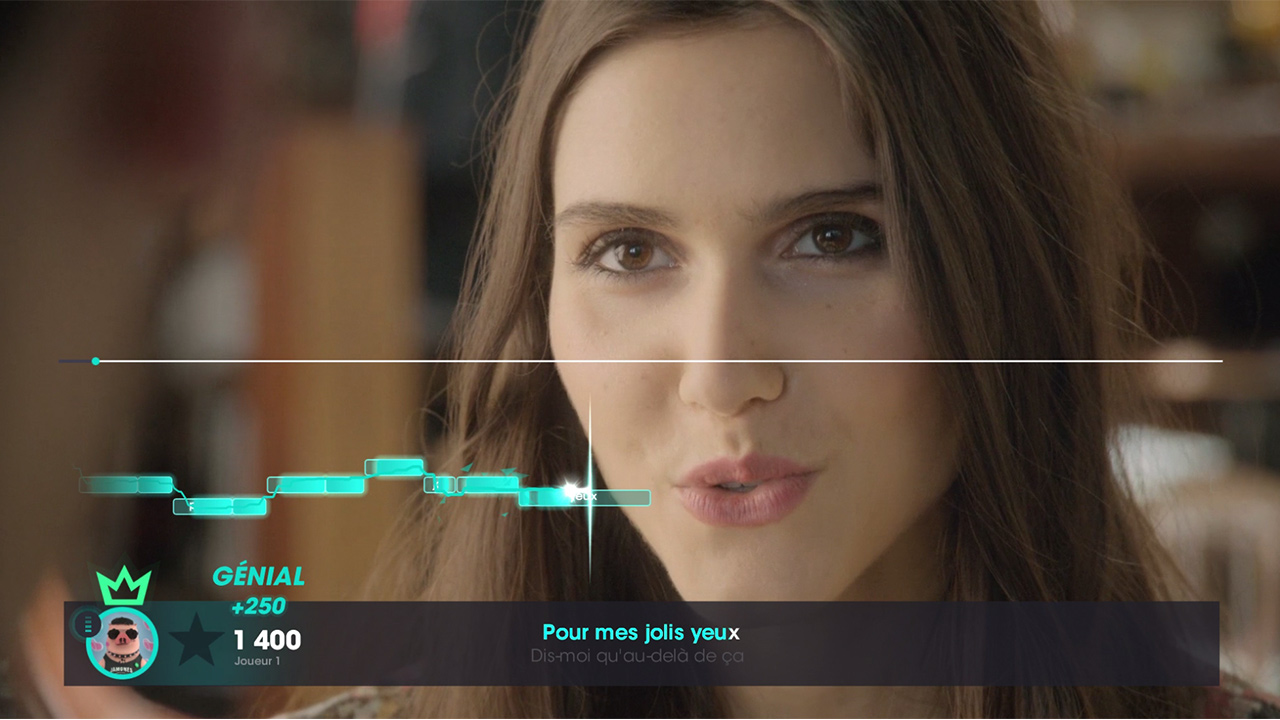 yeux
GÉNIAL
+250
1 400
Joueur 1
Pour mes jolis yeux
Dis-moi qu'au-delà de ça